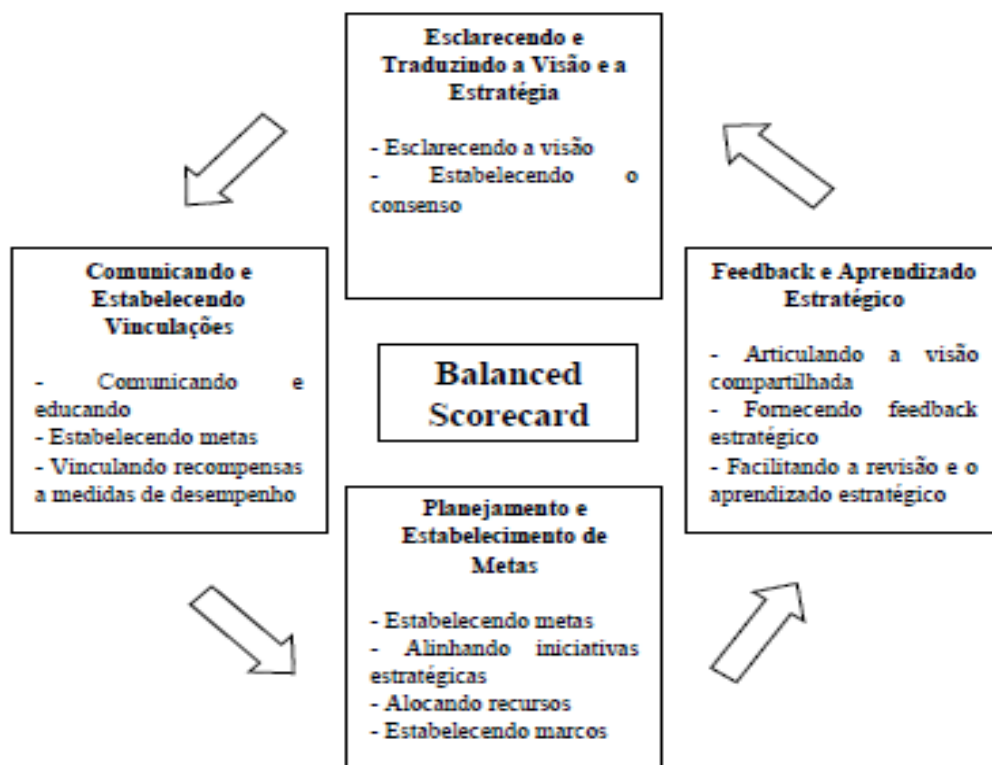 Esclarecendo e
Traduzindo a Visão e a
Estratégia
- Esclarecendo a visão
- Estabelecendo o
consenso
Comunicando e
Estabelecendo
Vinculações
- Comunicando e
educando
- Estabelecendo metas
- Vinculando recompensas
a medidas de desempenho
Balanced
Scorecard
Feedback e Aprendizado
Estratégico
- Articulando a visão
compartilhada
- Fornecendo feedback
estratégico
- Facilitando a revisão e o
aprendizado estratégico
Planejamento e
Estabelecimento de
Metas
- Estabelecendo metas
- Alinhando iniciativas
estratégicas
- Alocando recursos
- Estabelecendo marcos